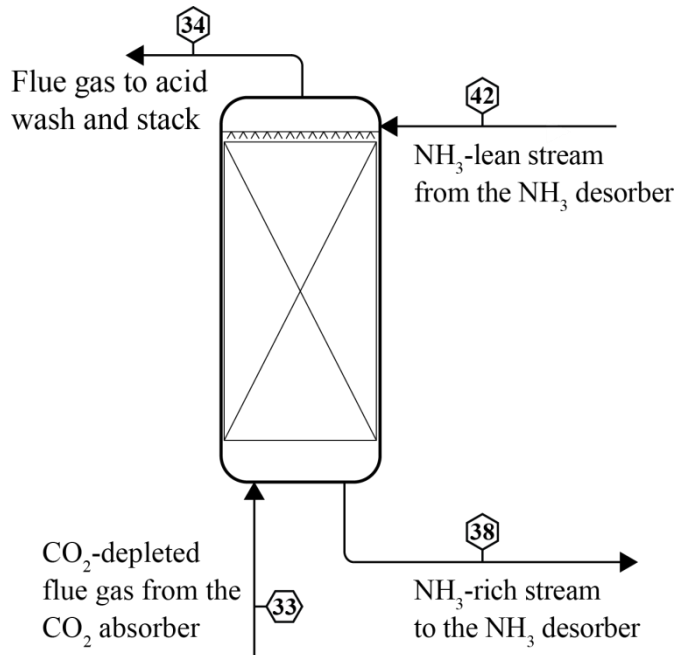 34
Flue gas to acid
wash and stack
42
NH₃-lean stream
from the NH₃ desorber
CO₂-depleted
flue gas from the
CO₂ absorber
33
38
NH₃-rich stream
to the NH₃ desorber